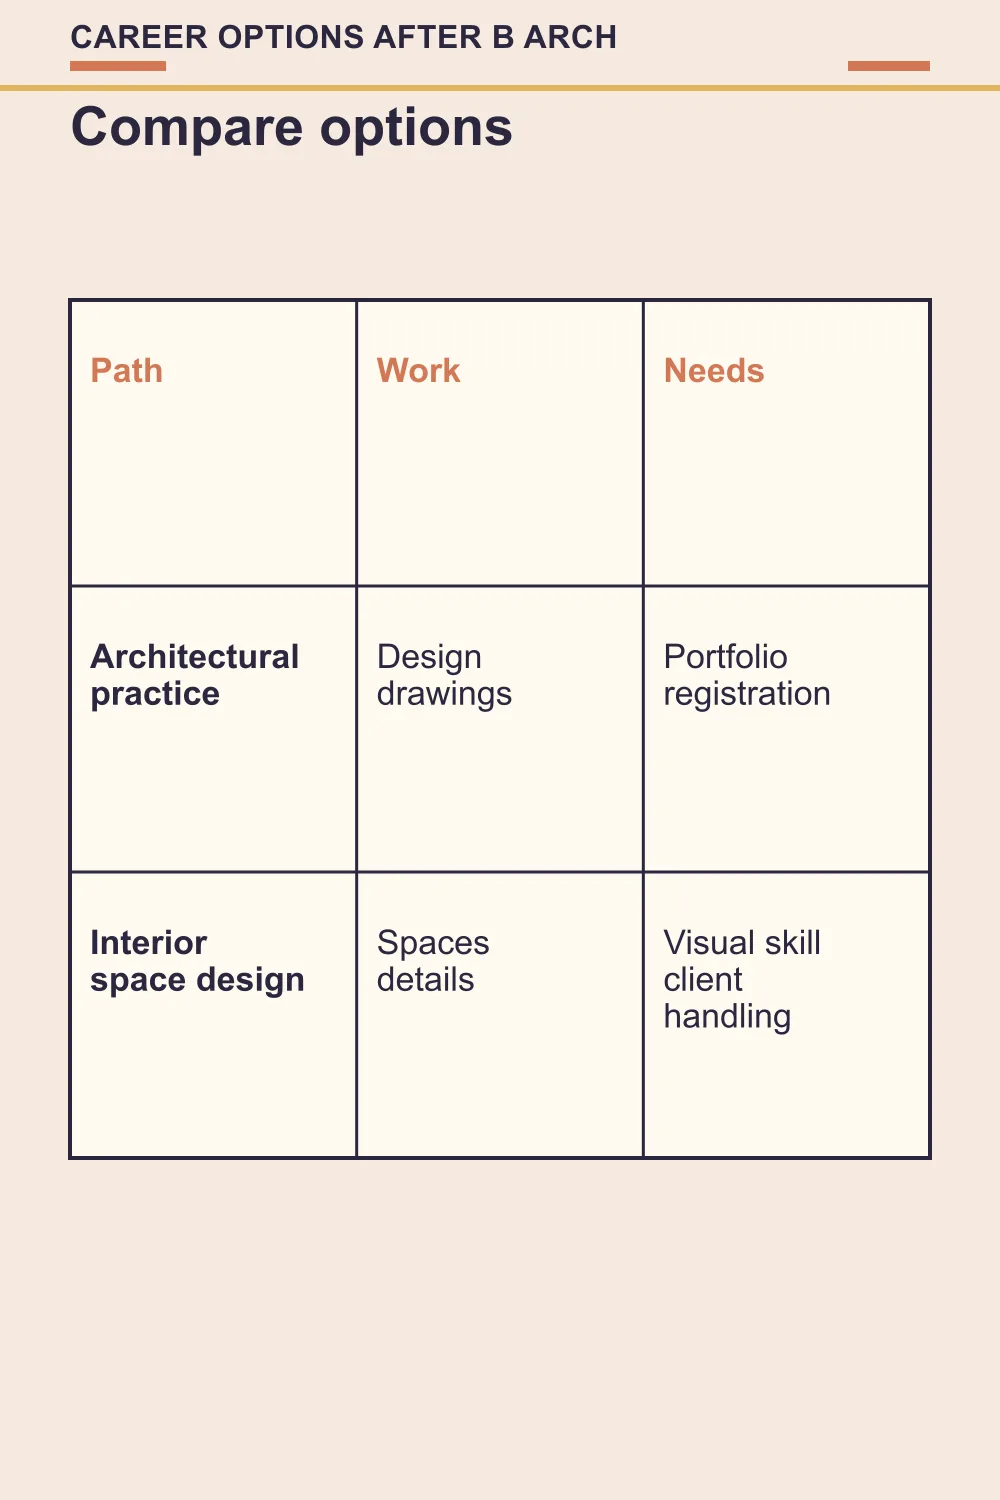 CAREER OPTIONS AFTER B ARCH
Compare options
Path
Work
Needs
Architectural
practice
Design
drawings
Portfolio
registration
Interior
space design
Spaces
details
Visual skill
client
handling